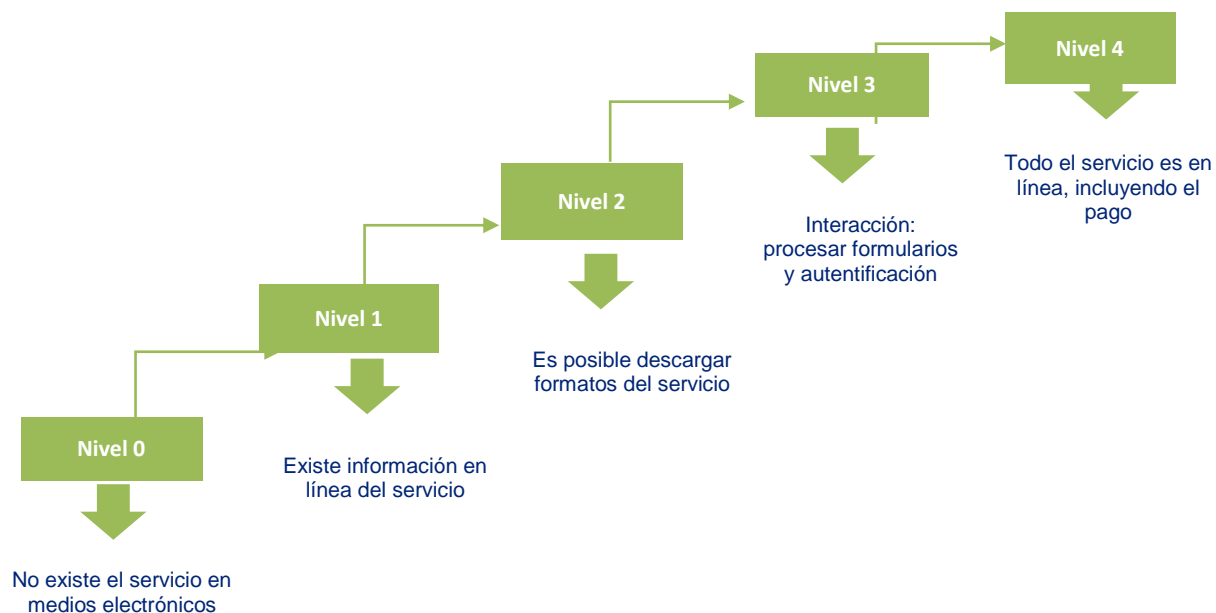 Nivel 4
Nivel 3
Todo el servicio es en
línea, incluyendo el
pago
Nivel 2
Interacción:
procesar formularios
y autentificación
Nivel 1
Es posible descargar
formatos del servicio
Nivel 0
Existe información en
línea del servicio
No existe el servicio en
medios electrónicos